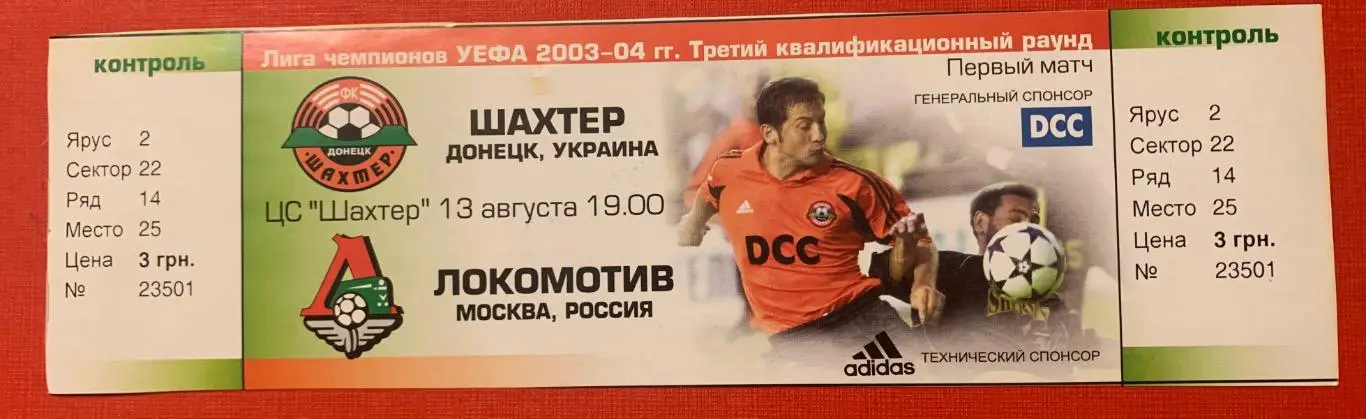 контроль
Ярус 2
Сектор 22
Ряд 14
Место 25
Цена 3 грн.
№ 23501
Лига чемпионов УЕФА 2003-04 гг. Третий квалификационный раунд
Первый матч
ГЕНЕРАЛЬНЫЙ СПОНСОР
DCC
ФК
ДОНЕЦК
ШАХТЕР
ШАХТЕР
ДОНЕЦК, УКРАИНА
ЦС "Шахтер" 13 августа 19.00
Л
ЛОКОМОТИВ
МОСКВА, РОССИЯ
DCC
adidas
ТЕХНИЧЕСКИЙ СПОНСОР
контроль
Ярус 2
Сектор 22
Ряд 14
Место 25
Цена 3 грн.
№ 23501